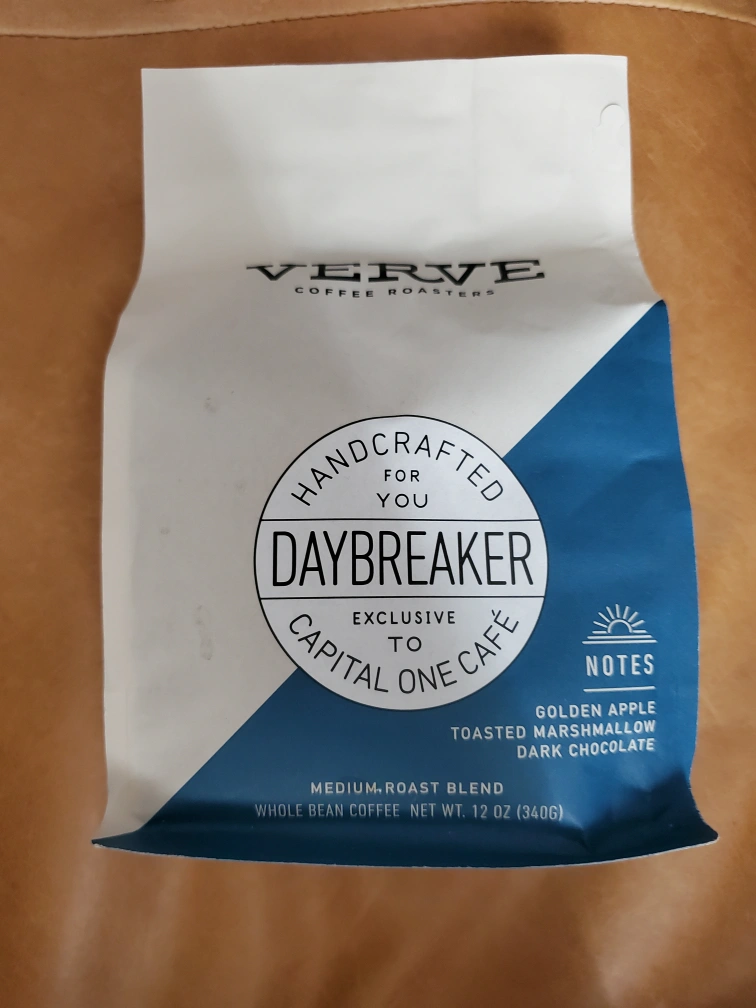 VERVE
COFFEE ROASTERS
HANDCRAFTED
FOR
YOU
DAYBREAKER
EXCLUSIVE
TO
CAPITAL ONE CAFÉ
NOTES
GOLDEN APPLE
TOASTED MARSHMALLOW
DARK CHOCOLATE
MEDIUM ROAST BLEND
WHOLE BEAN COFFEE NET WT. 12 OZ (340G)